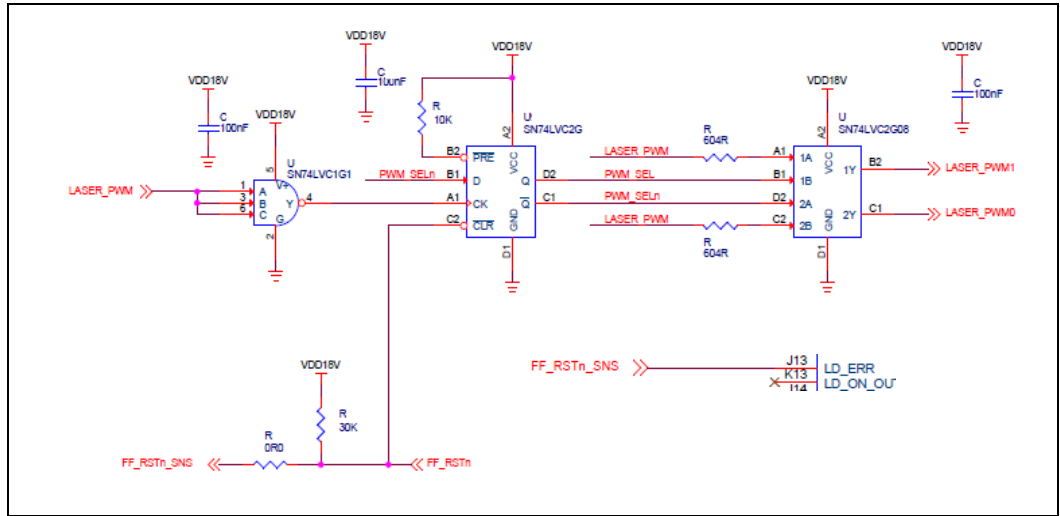 VDD18V
C
100nF
VDD18V
U
SN74LVC1G1
LASER_PWM
1
3
6
A
B
C
V+
Y
G
5
4
2
VDD18V
C
VDD18V
R
10K
U
SN74LVC2G
A2
B2
PRE
VCC
PWM_SELn
B1
D
Q
D2
PWM_SEL
A1
CK
Q
C1
PWM_SELn
C2
CLR
GND
D1
LASER_PWM
R
604R
LASER_PWM
R
604R
VDD18V
U
SN74LVC2G08
A2
A1
1A
VCC
1Y
B2
LASER_PWM1
B1
1B
D2
2A
2Y
C1
LASER_PWM0
C2
2B
GND
D1
VDD18V
C
100nF
VDD18V
R
30K
R
0R0
FF_RSTn_SNS
FF_RSTn
FF_RSTn_SNS
J13
LD_ERR
K13
LD_ON_OUT
J14